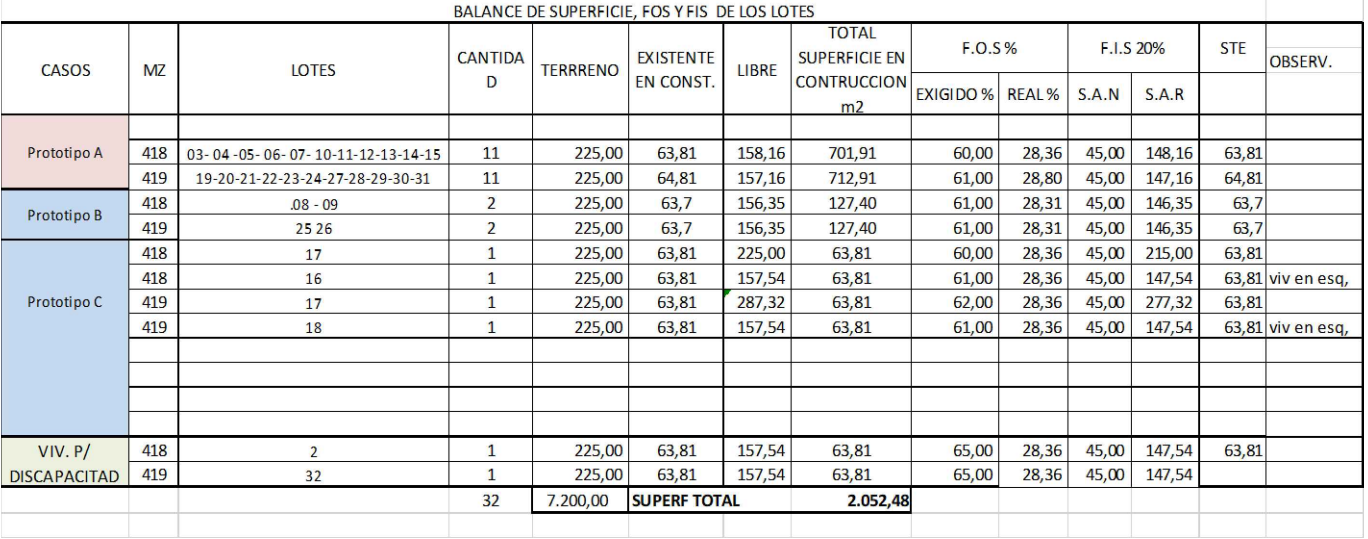 BALANCE DE SUPERFICIE, FOS Y FIS DE LOS LOTES
CASOS MZ LOTES CANTIDA D TERRRENO EXISTENTE EN CONST. LIBRE TOTAL SUPERFICIE EN CONTRUCCION m2 F.O.S % F.I.S 20% STE OBSERV.
EXIGIDO % REAL % S.A.N S.A.R
Prototipo A 418 03- 04 -05- 06- 07- 10-11-12-13-14-15 11 225,00 63,81 158,16 701,91 60,00 28,36 45,00 148,16 63,81
419 19-20-21-22-23-24-27-28-29-30-31 11 225,00 64,81 157,16 712,91 61,00 28,80 45,00 147,16 64,81
Prototipo B 418 .08 - 09 2 225,00 63,7 156,35 127,40 61,00 28,31 45,00 146,35 63,7
419 25 26 2 225,00 63,7 156,35 127,40 61,00 28,31 45,00 146,35 63,7
Prototipo C 418 17 1 225,00 63,81 225,00 63,81 60,00 28,36 45,00 215,00 63,81
418 16 1 225,00 63,81 157,54 63,81 61,00 28,36 45,00 147,54 63,81 viv en esq,
419 17 1 225,00 63,81 287,32 63,81 62,00 28,36 45,00 277,32 63,81
419 18 1 225,00 63,81 157,54 63,81 61,00 28,36 45,00 147,54 63,81 viv en esq,
VIV. P/ DISCAPACITAD 418 2 1 225,00 63,81 157,54 63,81 65,00 28,36 45,00 147,54 63,81
419 32 1 225,00 63,81 157,54 63,81 65,00 28,36 45,00 147,54
32 7.200,00 SUPERF TOTAL 2.052,48